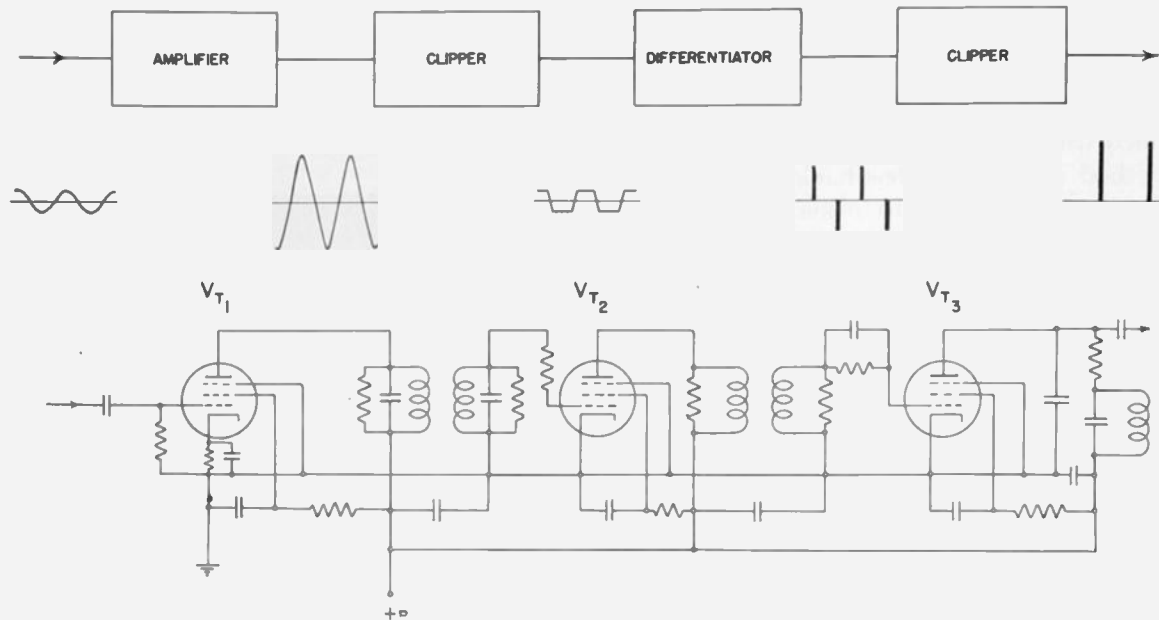 AMPLIFIER
CLIPPER
DIFFERENTIATOR
CLIPPER
VT1
VT2
VT3